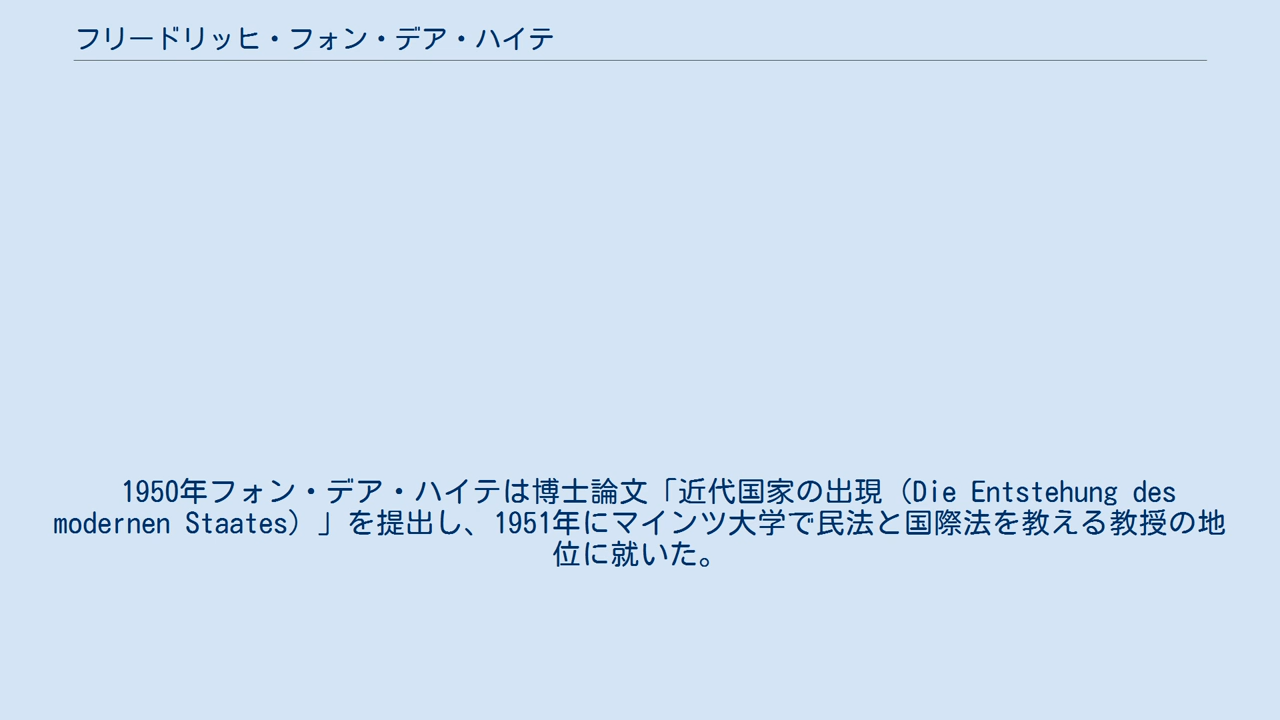 フリードリッヒ・フォン・デア・ハイテ
1950年フォン・デア・ハイテは博士論文「近代国家の出現（Die Entstehung des
modernen Staates）」を提出し、1951年にマインツ大学で民法と国際法を教える教授の地
位に就いた。